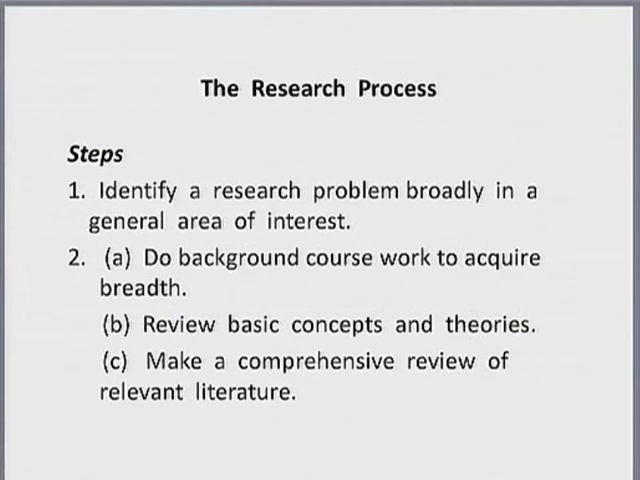 The Research Process
Steps
1. Identify a research problem broadly in a
general area of interest.
2. (a) Do background course work to acquire
breadth.
(b) Review basic concepts and theories.
(c) Make a comprehensive review of
relevant literature.